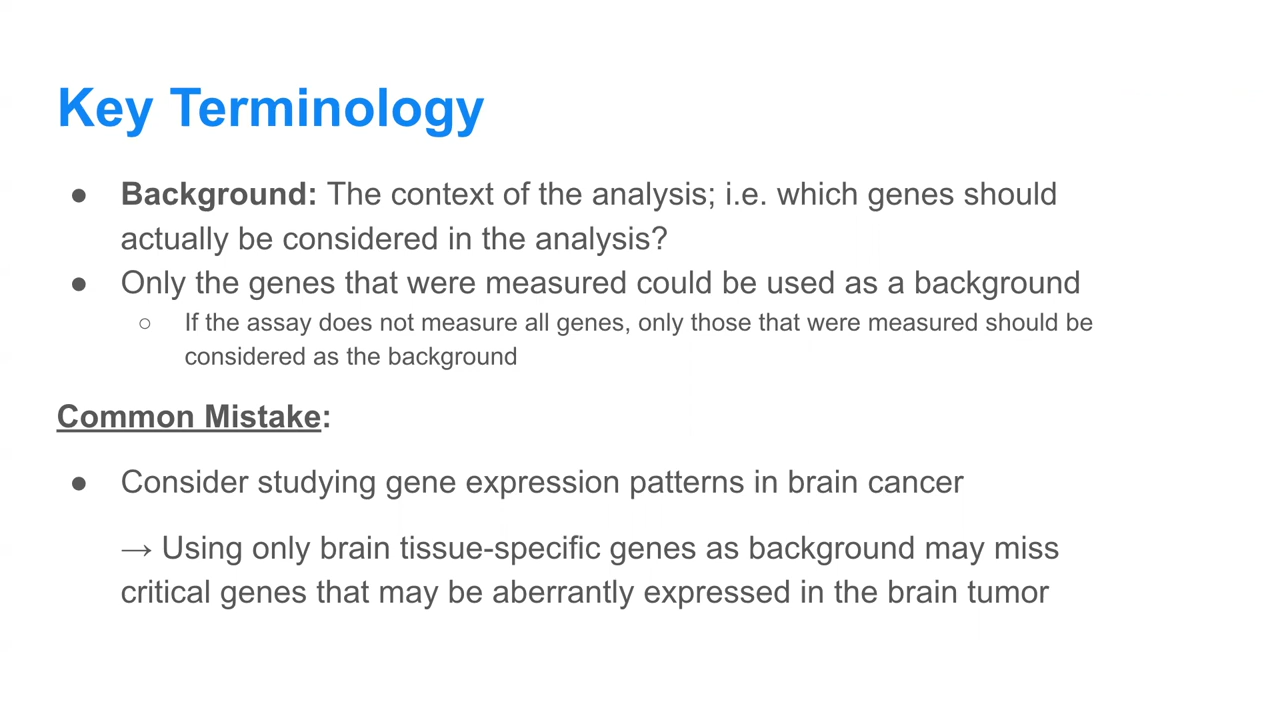 Key Terminology
● Background: The context of the analysis; i.e. which genes should
actually be considered in the analysis?
● Only the genes that were measured could be used as a background
○ If the assay does not measure all genes, only those that were measured should be
considered as the background
Common Mistake:
● Consider studying gene expression patterns in brain cancer
→ Using only brain tissue-specific genes as background may miss
critical genes that may be aberrantly expressed in the brain tumor